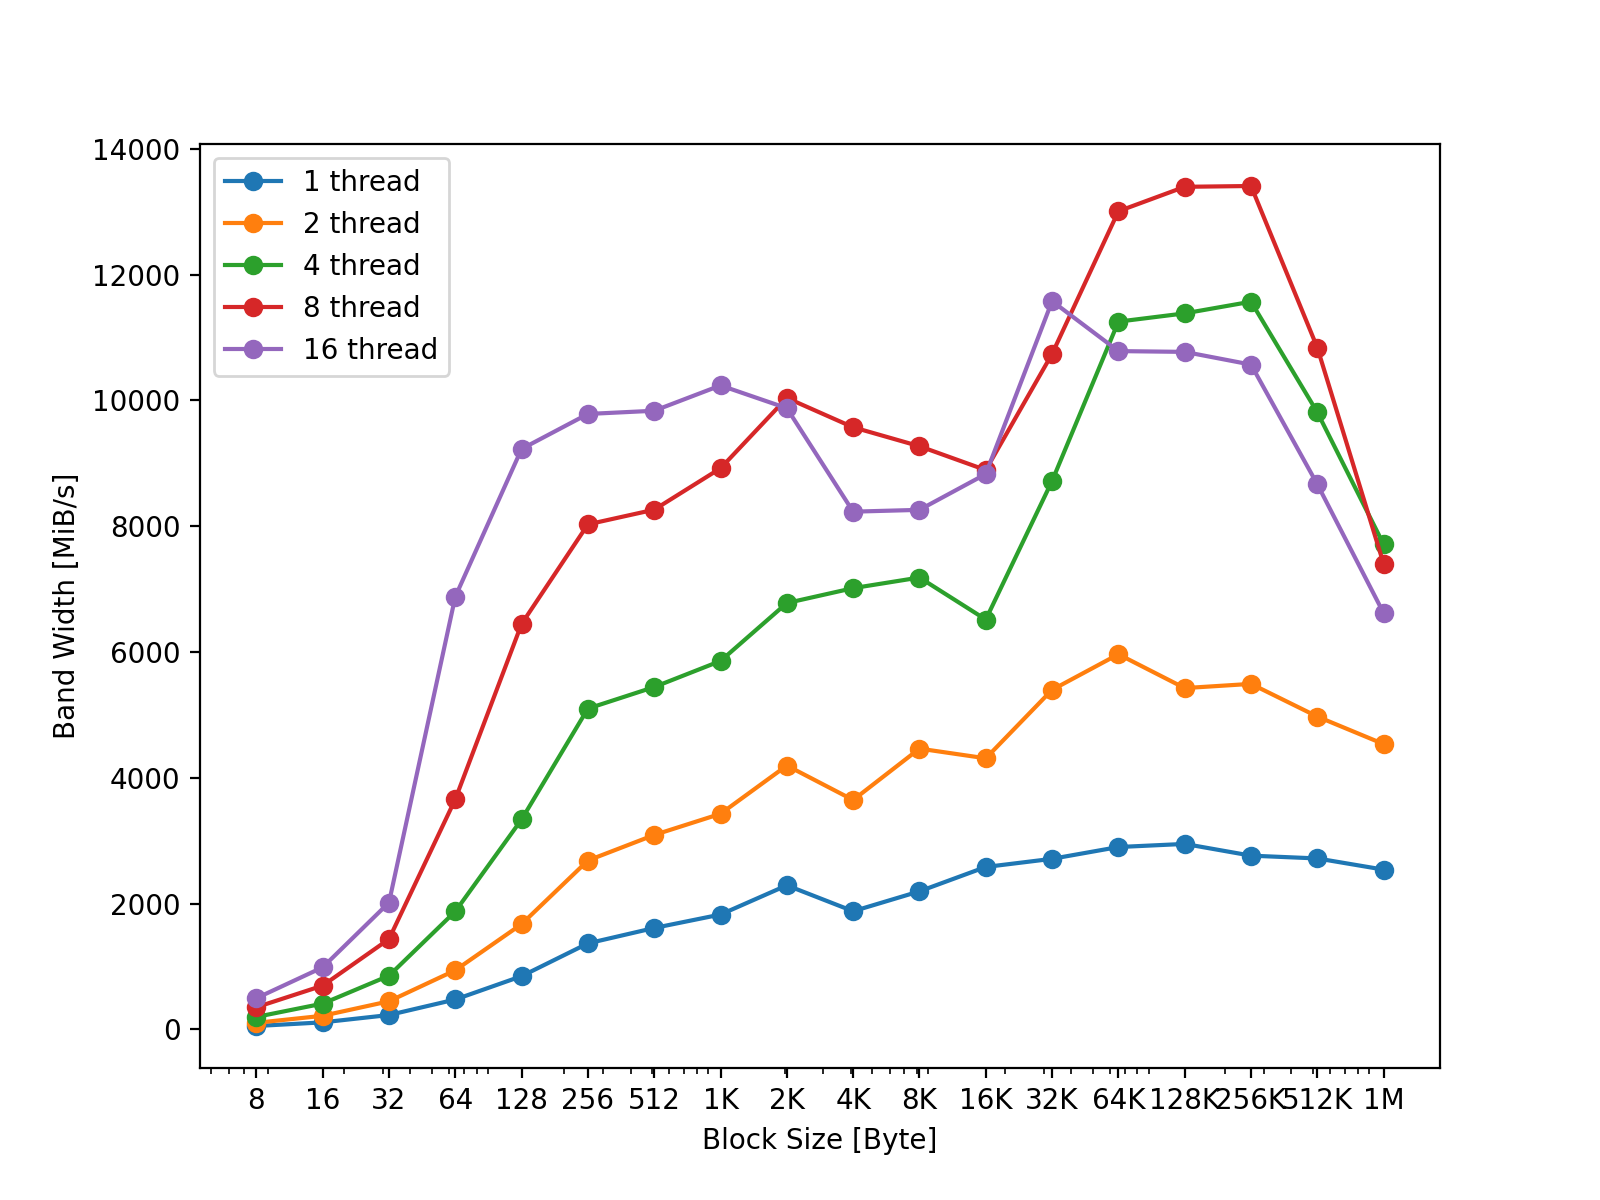 14000
12000
10000
8000
6000
4000
2000
0
Band Width [MiB/s]
1 thread
2 thread
4 thread
8 thread
16 thread
8 16 32 64 128 256 512 1K 2K 4K 8K 16K 32K 64K 128K 256K 512K 1M
Block Size [Byte]